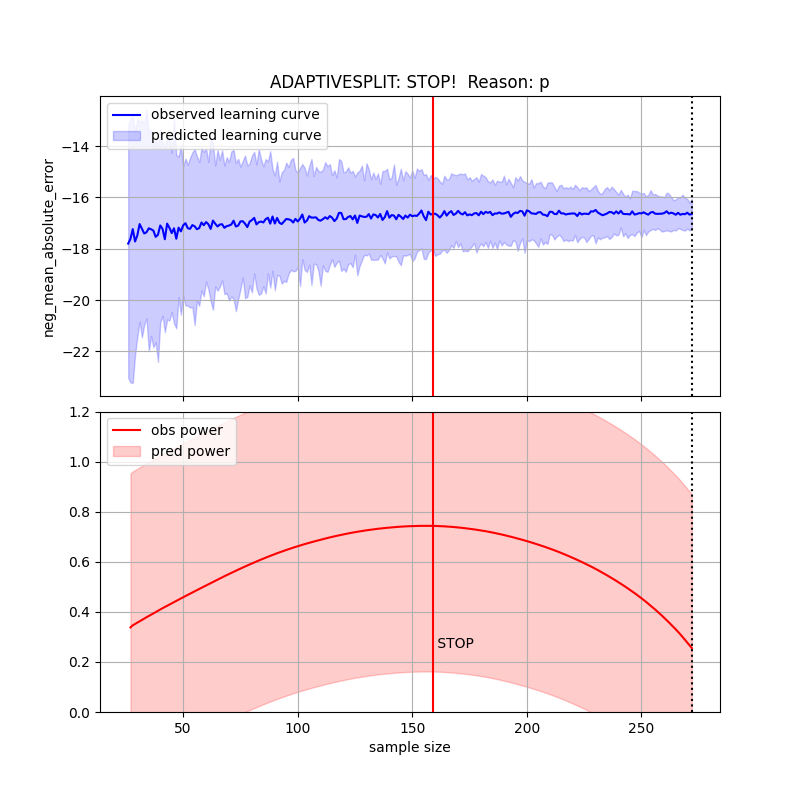 ADAPTIVESPLIT: STOP!  Reason: p
observed learning curve
predicted learning curve
neg_mean_absolute_error
−14
−16
−18
−20
−22
obs power
pred power
1.2
1.0
0.8
0.6
0.4
0.2
0.0
STOP
50 100 150 200 250
sample size